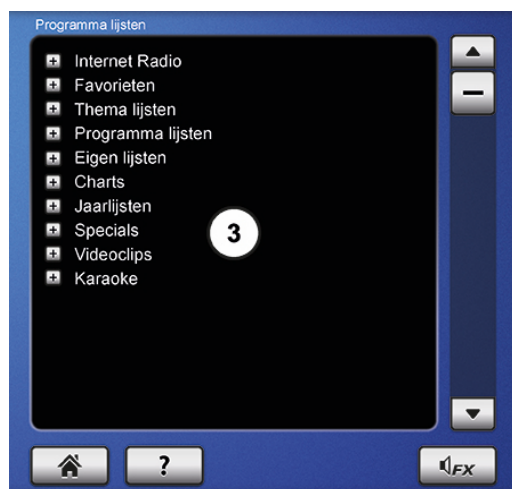 Programma lijsten
Internet Radio
Favorieten
Thema lijsten
Programma lijsten
Eigen lijsten
Charts
Jaarlijsten
Specials
3
Videoclips
Karaoke
?
FX